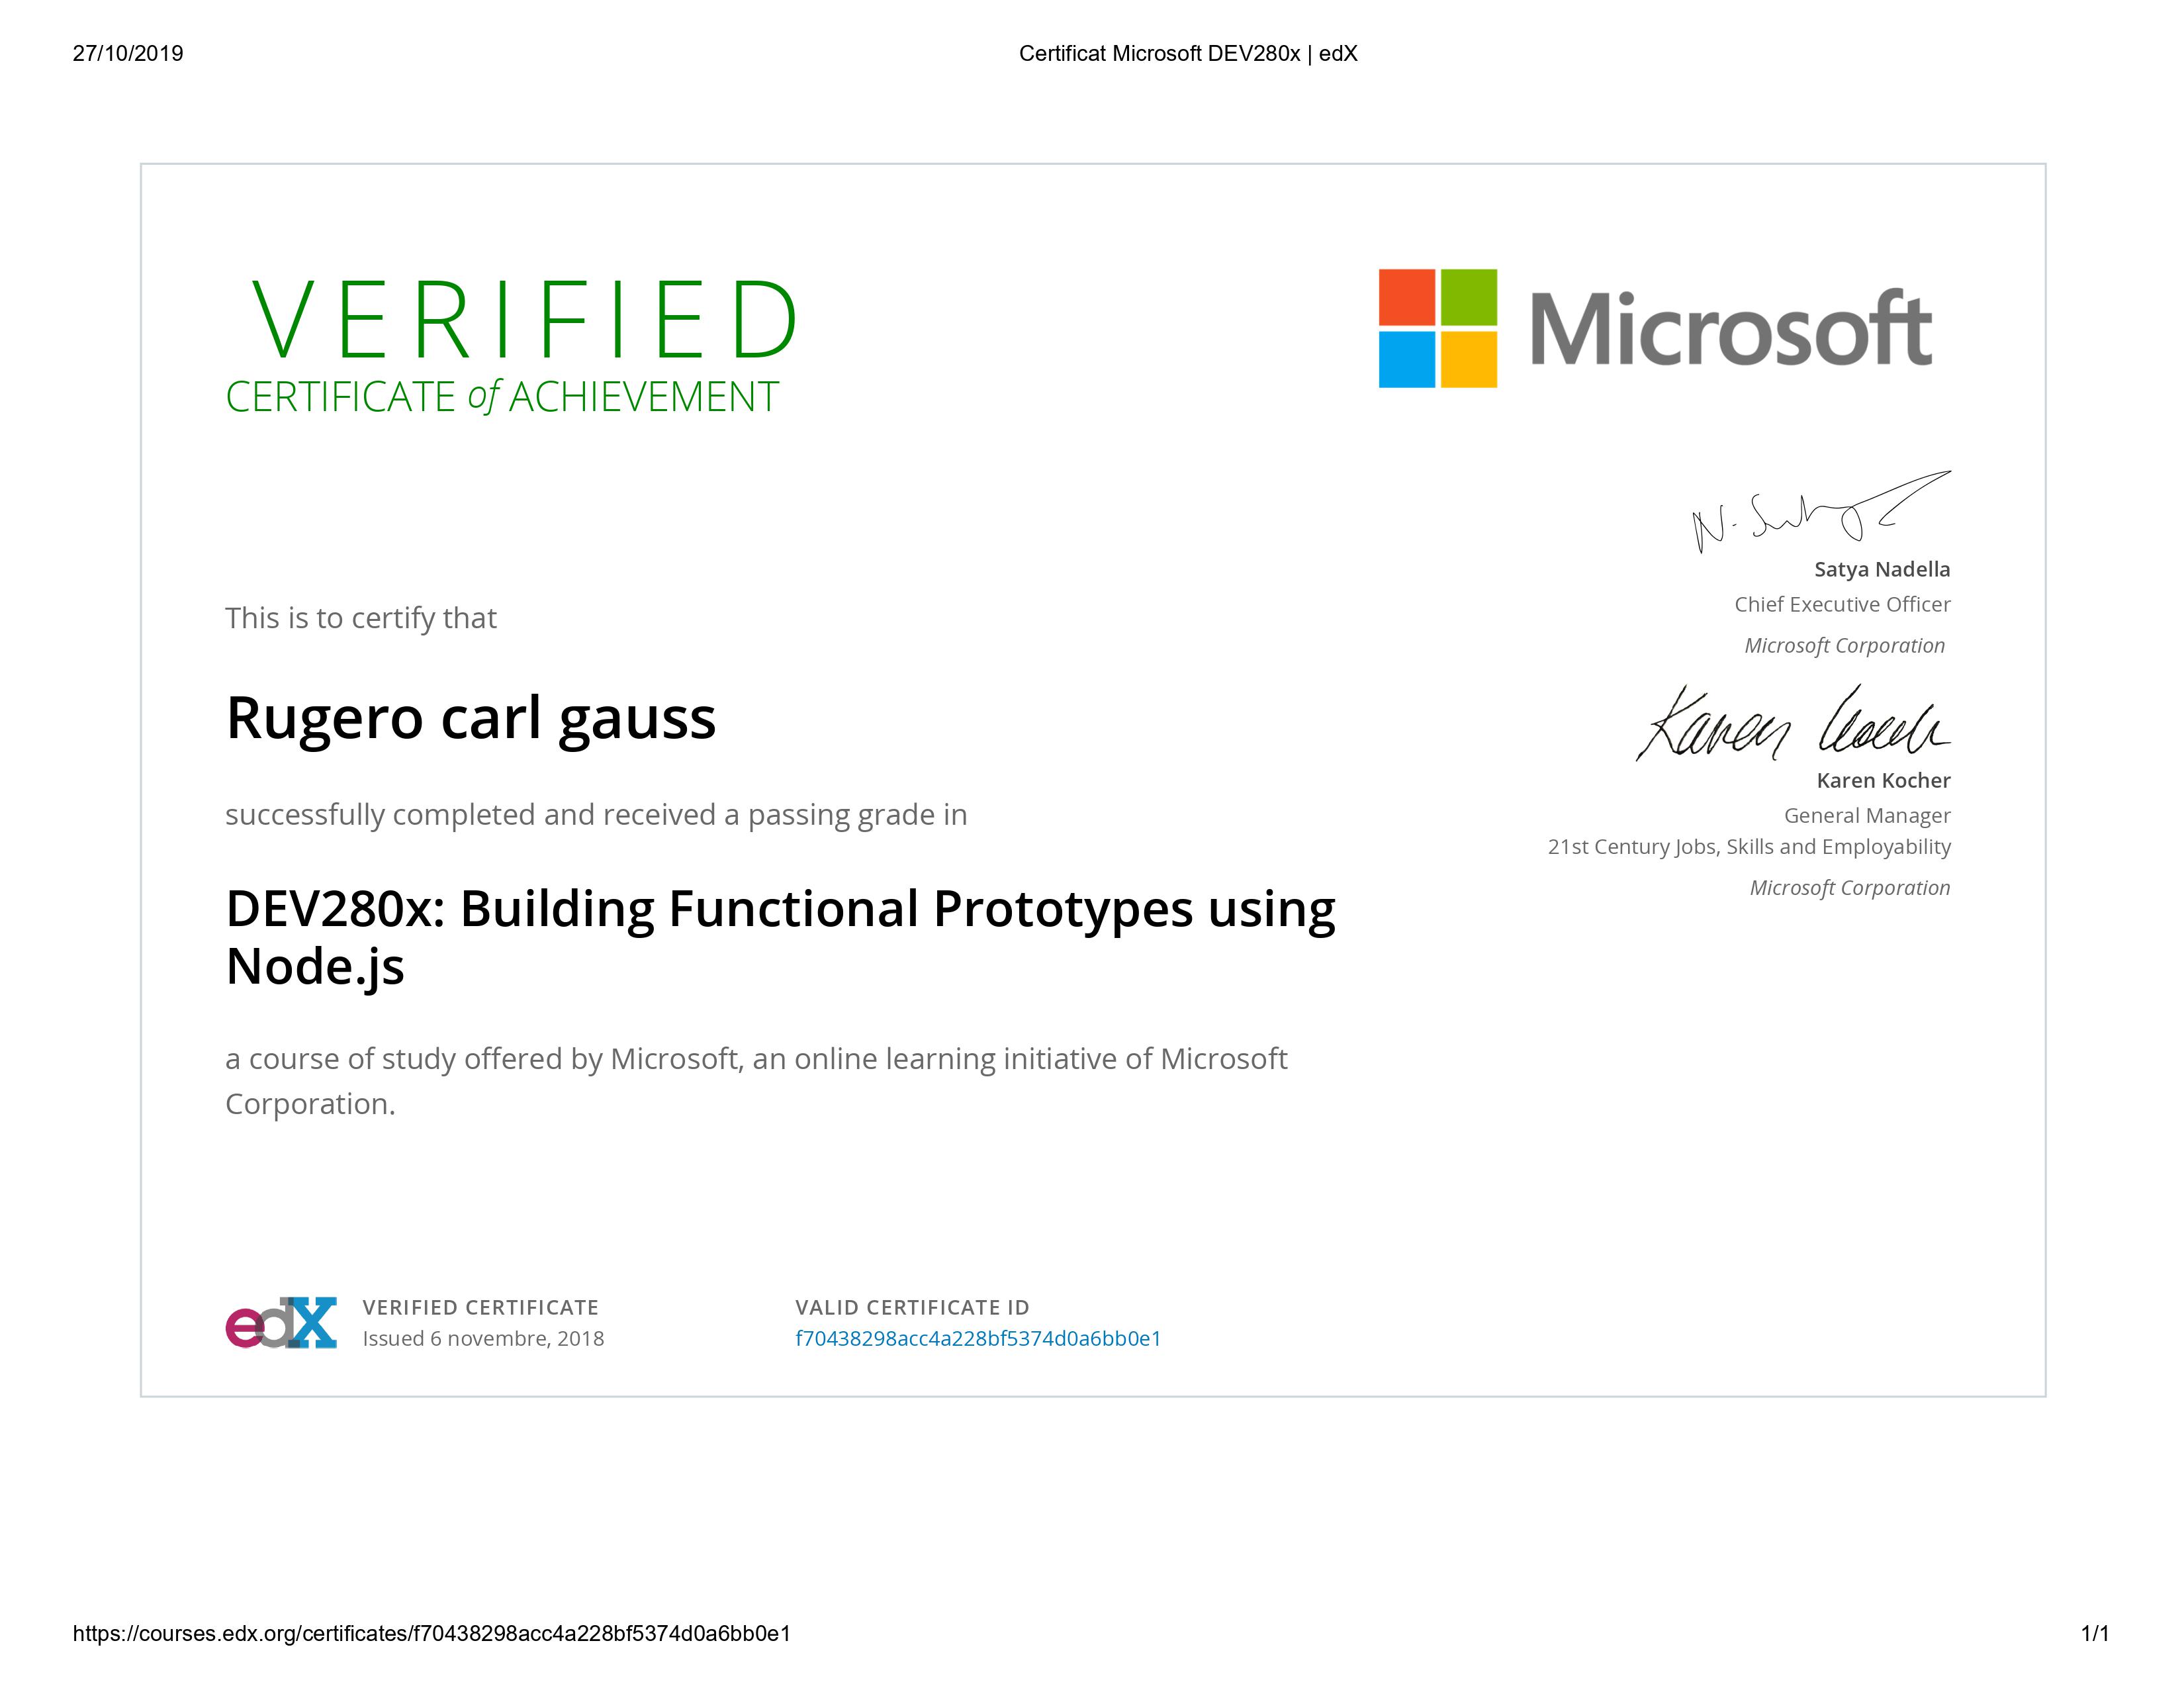 27/10/2019
Certificat Microsoft DEV280x | edX
VERIFIED
CERTIFICATE of ACHIEVEMENT
Microsoft
N. Satya
Satya Nadella
Chief Executive Officer
Microsoft Corporation
This is to certify that
Rugero carl gauss
successfully completed and received a passing grade in
DEV280x: Building Functional Prototypes using
Node.js
a course of study offered by Microsoft, an online learning initiative of Microsoft
Corporation.
Karen Kocher
Karen Kocher
General Manager
21st Century Jobs, Skills and Employability
Microsoft Corporation
edX
VERIFIED CERTIFICATE
Issued 6 novembre, 2018
VALID CERTIFICATE ID
f70438298acc4a228bf5374d0a6bb0e1
https://courses.edx.org/certificates/f70438298acc4a228bf5374d0a6bb0e1
1/1